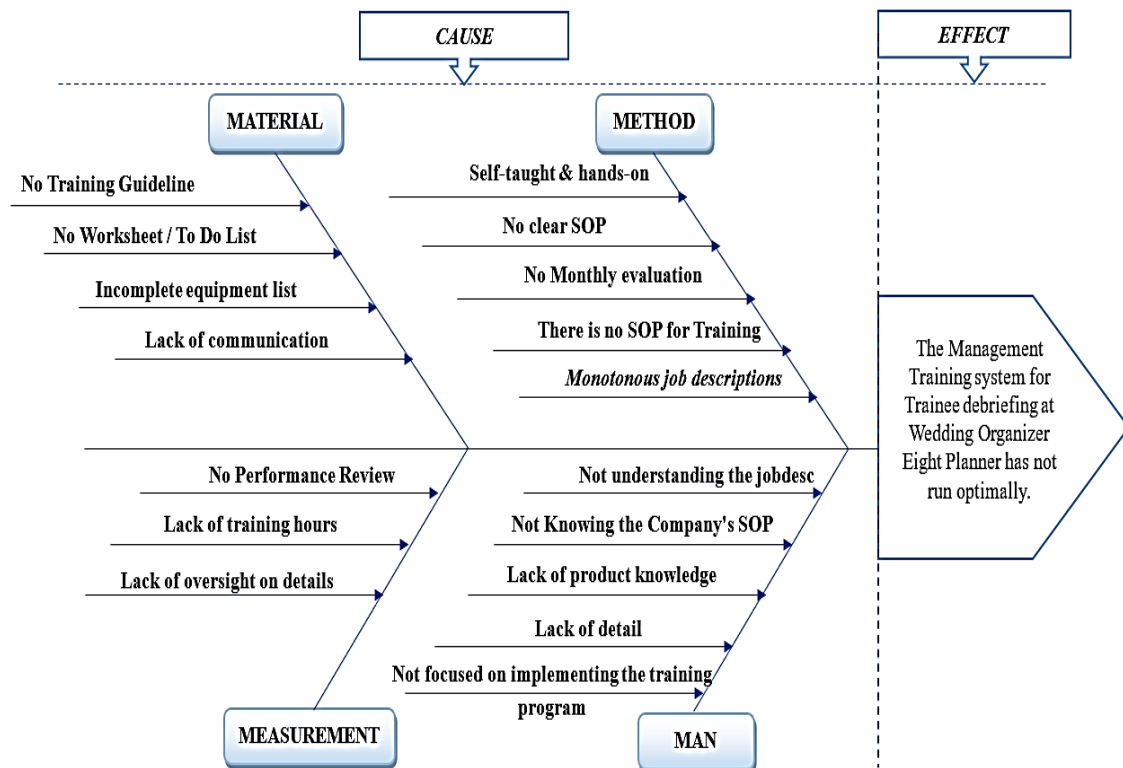 CAUSE
EFFECT
MATERIAL
METHOD
No Training Guideline
No Worksheet / To Do List
Incomplete equipment list
Lack of communication
Self-taught & hands-on
No clear SOP
No Monthly evaluation
There is no SOP for Training
Monotonous job descriptions
The Management
Training system for
Trainee debriefing at
Wedding Organizer
Eight Planner has not
run optimally.
No Performance Review
Lack of training hours
Lack of oversight on details
Not understanding the jobdesc
Not Knowing the Company's SOP
Lack of product knowledge
Lack of detail
Not focused on implementing the training
program
MEASUREMENT
MAN